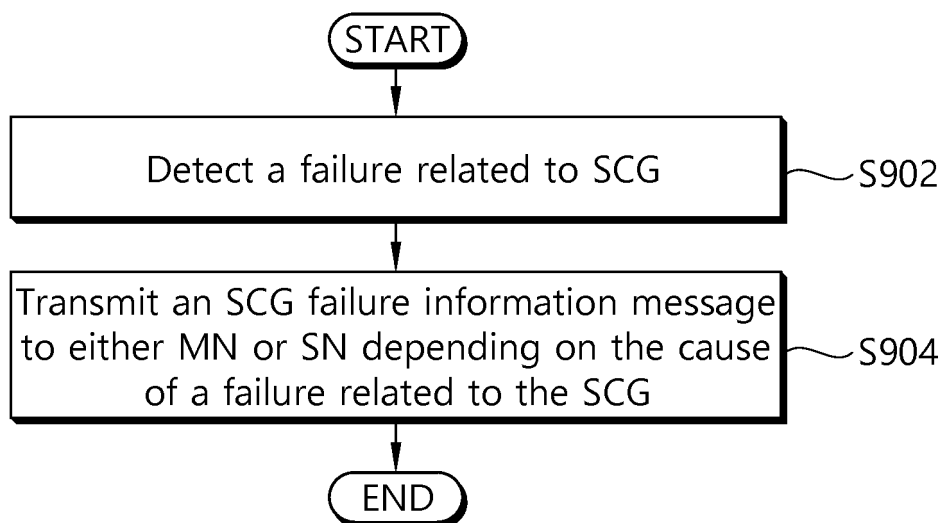 START
Detect a failure related to SCG
S902
Transmit an SCG failure information message
to either MN or SN depending on the cause
of a failure related to the SCG
S904
END